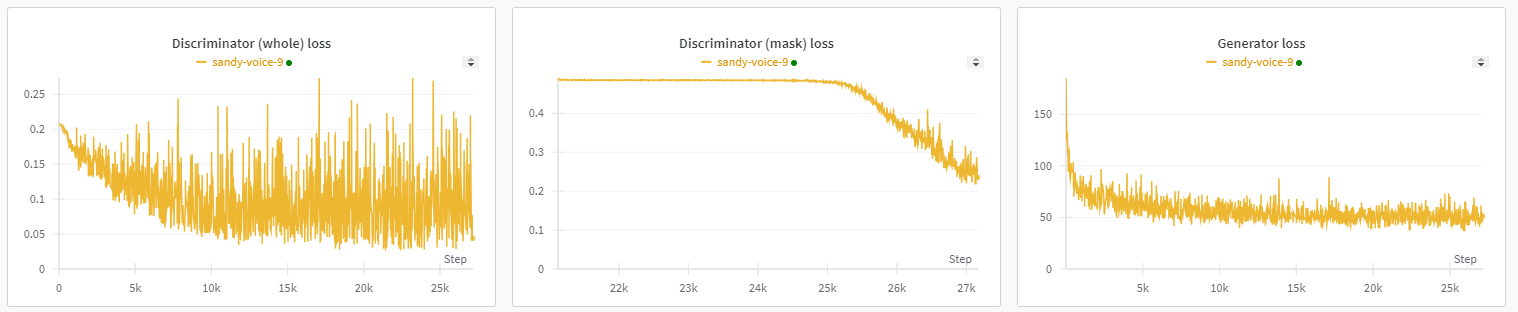 Discriminator (whole) loss
sandy-voice-9
0.25
0.2
0.15
0.1
0.05
0
Step
0 5k 10k 15k 20k 25k
Discriminator (mask) loss
sandy-voice-9
0.4
0.3
0.2
0.1
0
Step
22k 23k 24k 25k 26k 27k
Generator loss
sandy-voice-9
150
100
50
0
Step
5k 10k 15k 20k 25k